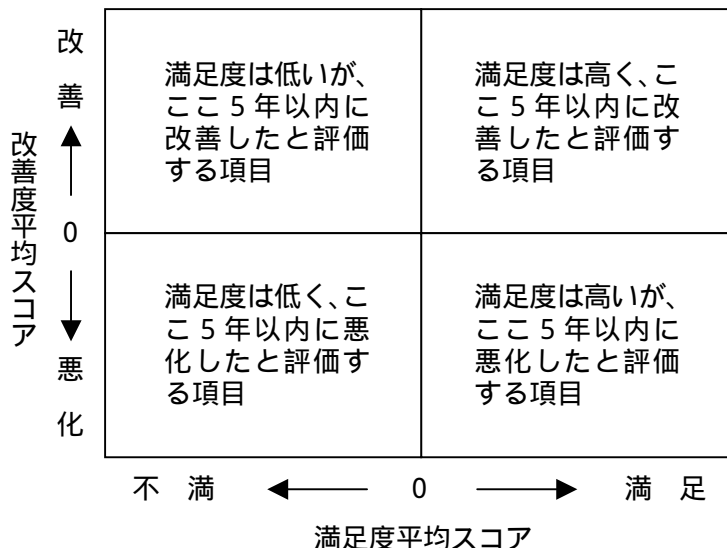 改善
満足度は低いが、
ここ5年以内に
改善したと評価
する項目
満足度は高く、こ
こ5年以内に改
善したと評価す
る項目
改善度平均スコア
0
満足度は低く、こ
こ5年以内に悪
化したと評価す
る項目
満足度は高いが、
ここ5年以内に
悪化したと評価
する項目
悪化
不満
0
満足
満足度平均スコア